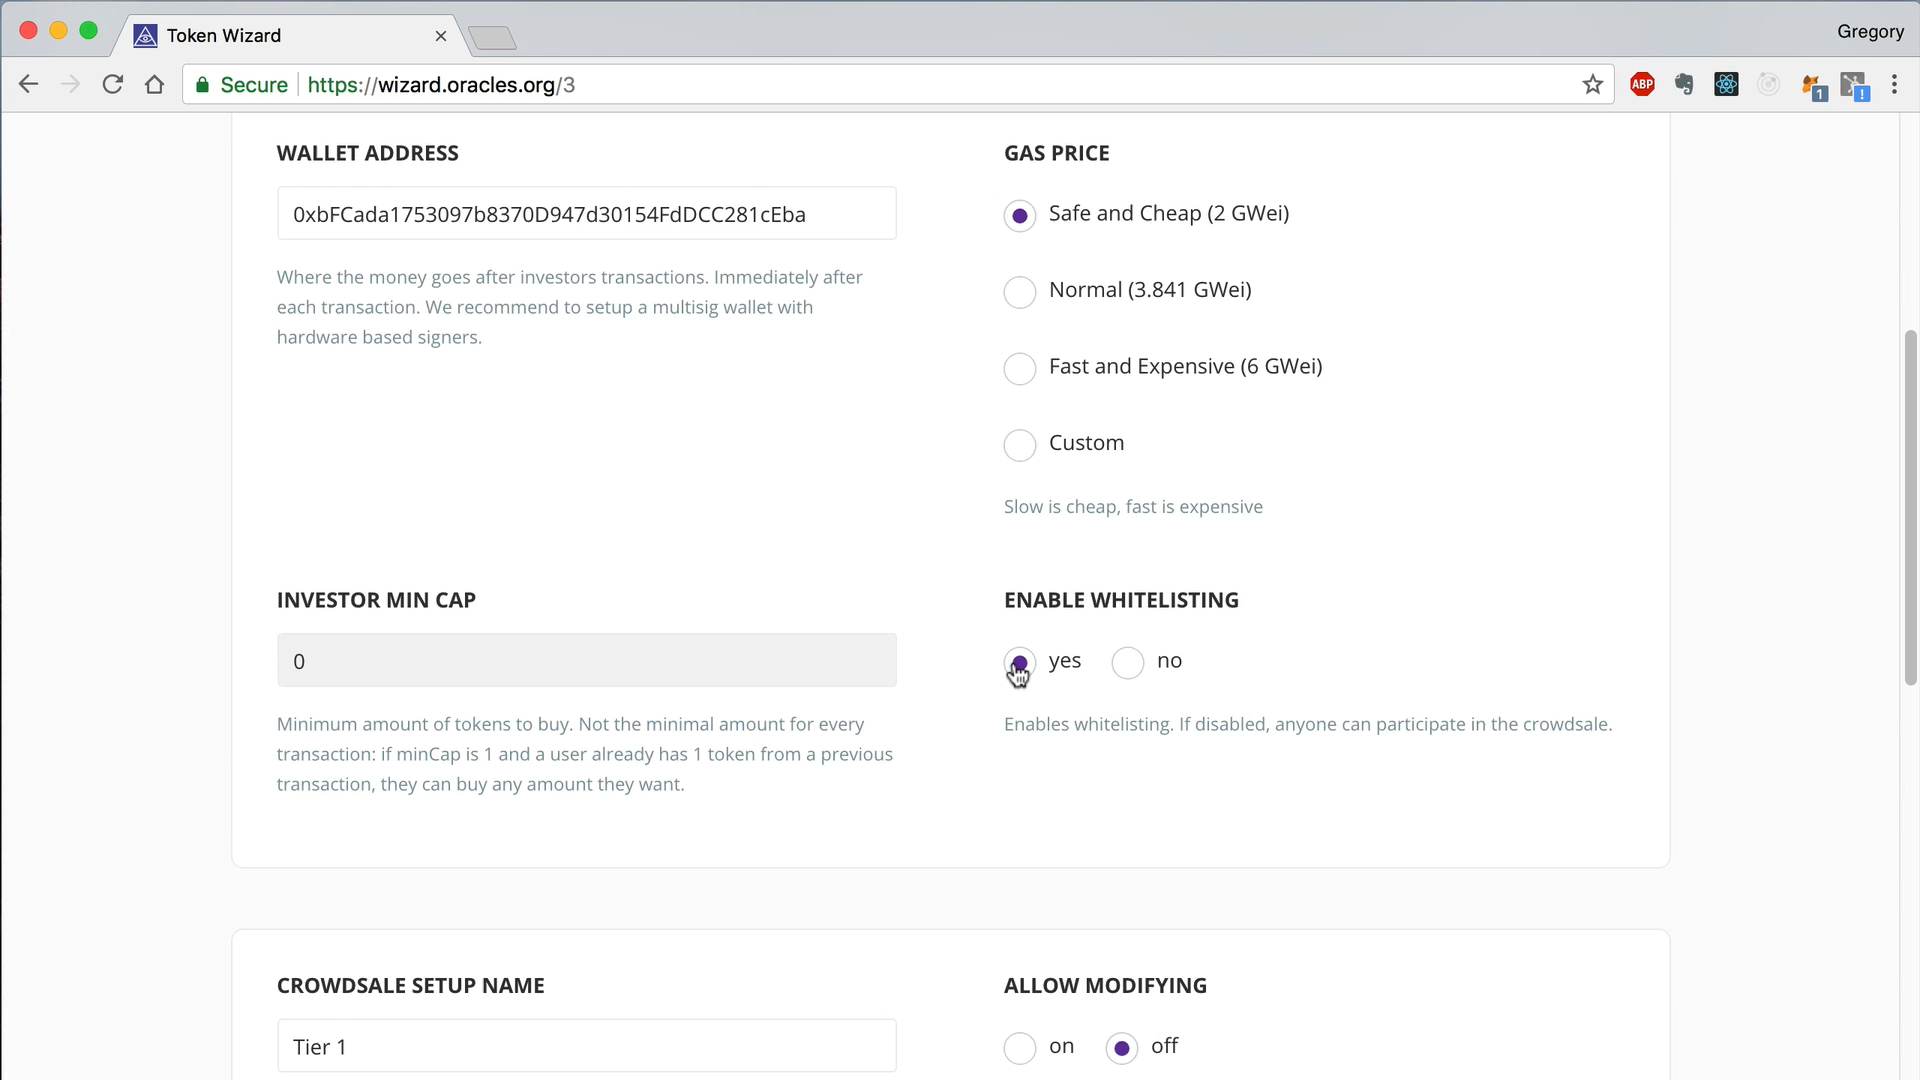 Token Wizard
Gregory
Secure https://wizard.oracles.org/3
ABP
1
!
WALLET ADDRESS
0xbFCada1753097b8370D947d30154FdDCC281cEba
Where the money goes after investors transactions. Immediately after
each transaction. We recommend to setup a multisig wallet with
hardware based signers.
GAS PRICE
Safe and Cheap (2 GWei)
Normal (3.841 GWei)
Fast and Expensive (6 GWei)
Custom
Slow is cheap, fast is expensive
INVESTOR MIN CAP
0
Minimum amount of tokens to buy. Not the minimal amount for every
transaction: if minCap is 1 and a user already has 1 token from a previous
transaction, they can buy any amount they want.
ENABLE WHITELISTING
yes no
Enables whitelisting. If disabled, anyone can participate in the crowdsale.
CROWDSALE SETUP NAME
Tier 1
ALLOW MODIFYING
on off